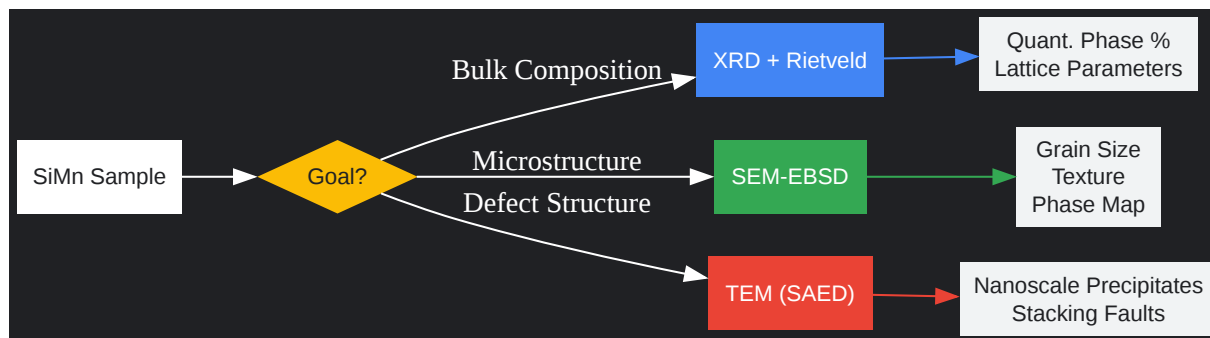 SiMn Sample
Goal?
Bulk Composition
XRD + Rietveld
Quant. Phase %
Lattice Parameters
Microstructure
SEM-EBSD
Grain Size
Texture
Phase Map
Defect Structure
TEM (SAED)
Nanoscale Precipitates
Stacking Faults